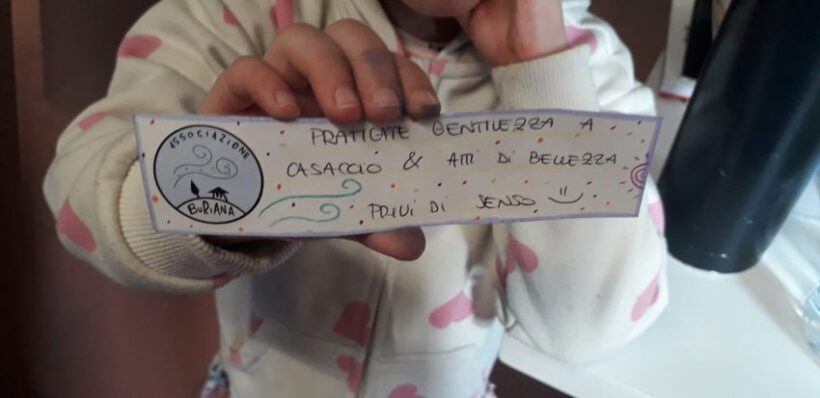 ASSOCIAZIONE
BURIANA
PRATICATE GENTILEZZA A
CASACCIO & ATTI DI BELLEZZA
PRIVI DI SENSO